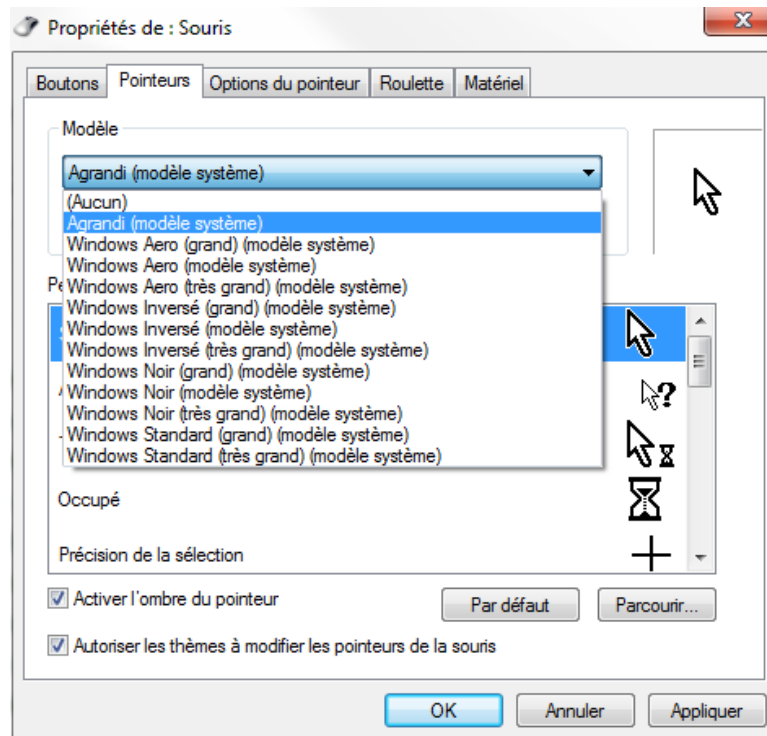 Propriétés de : Souris
Boutons Pointeurs Options du pointeur Roulette Matériel
Modèle
Agrandi (modèle système)
(Aucun)
Agrandi (modèle système)
Windows Aero (grand) (modèle système)
Windows Aero (modèle système)
Windows Aero (très grand) (modèle système)
Windows Inversé (grand) (modèle système)
Windows Inversé (modèle système)
Windows Inversé (très grand) (modèle système)
Windows Noir (grand) (modèle système)
Windows Noir (modèle système)
Windows Noir (très grand) (modèle système)
Windows Standard (grand) (modèle système)
Windows Standard (très grand) (modèle système)
Occupé
Précision de la sélection
Activer l'ombre du pointeur
Par défaut Parcourir...
Autoriser les thèmes à modifier les pointeurs de la souris
OK Annuler Appliquer